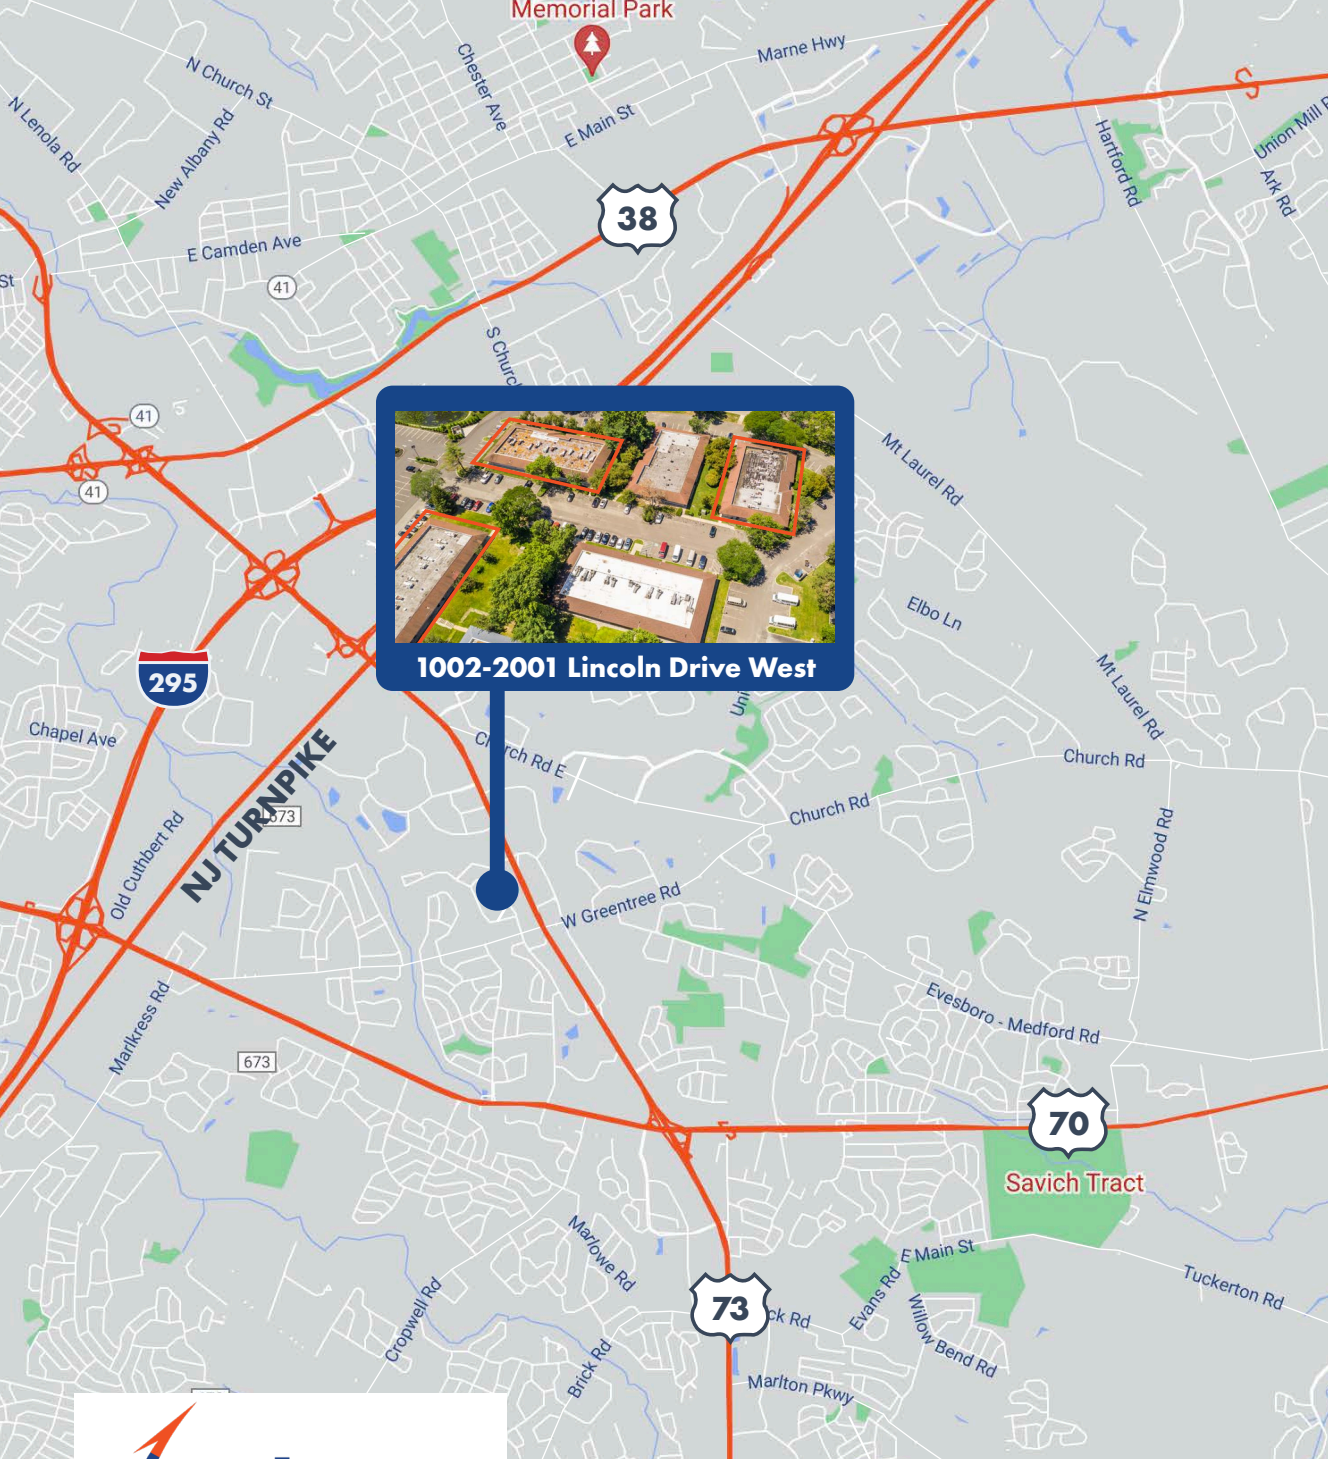 Memorial Park
Marne Hwy
Chester Ave
N Church St
N Lenola Rd
New Albany Rd
E Main St
Hartford Rd
Union Mill
Ark Rd
38
E Camden Ave
41
St
S Church
41
41
Mt Laurel Rd
1002-2001 Lincoln Drive West
Elbo Ln
Mt Laurel Rd
295
Chapel Ave
NJ TURNPIKE
673
Church Rd E
Church Rd
Church Rd
Old Cuthbert Rd
N Elmwood Rd
W Greentree Rd
Marlkress Rd
Evesboro - Medford Rd
673
70
Savich Tract
Marlowe Rd
E Main St
Tuckerton Rd
Evans Rd
Cropwell Rd
73
ck Rd
Willow Bend Rd
Brick Rd
Marlton Pkwy